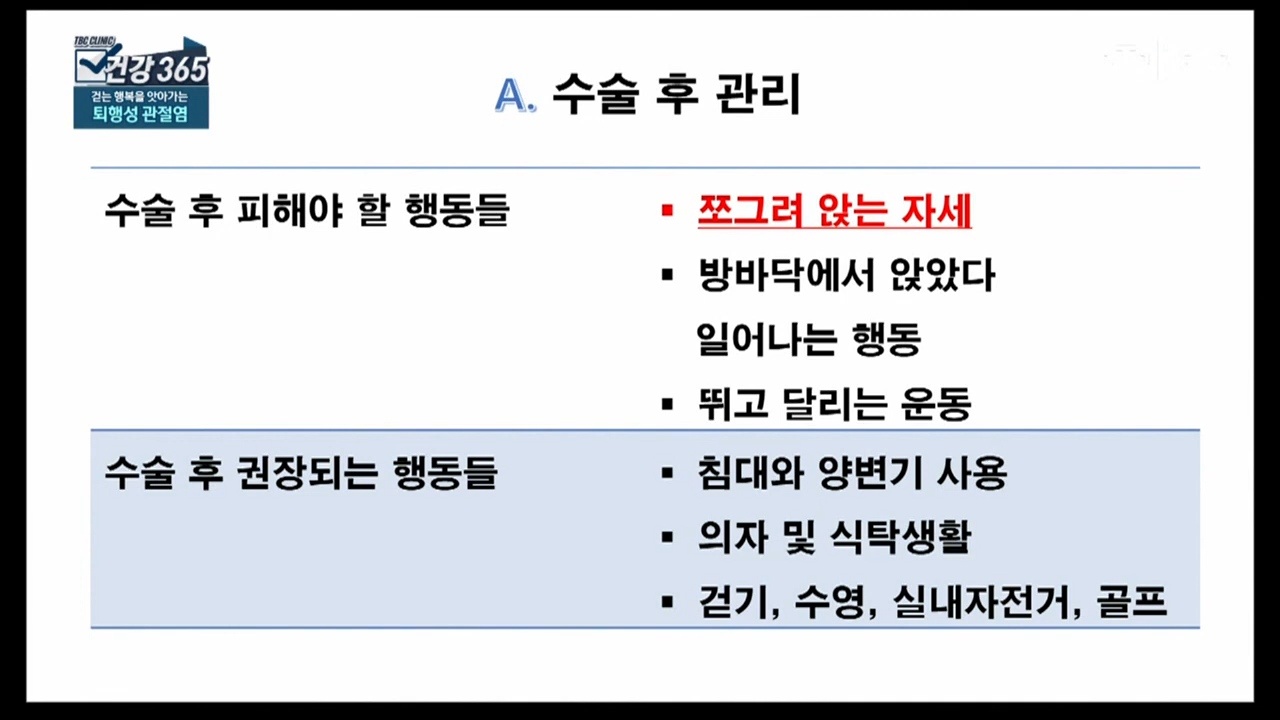 TBC CLINIC
건강 365
걷는 행복을 앗아가는
퇴행성 관절염
A. 수술 후 관리
수술 후 피해야 할 행동들
▪ 쪼그려 앉는 자세
▪ 방바닥에서 앉았다
일어나는 행동
▪ 뛰고 달리는 운동
수술 후 권장되는 행동들
▪ 침대와 양변기 사용
▪ 의자 및 식탁생활
▪ 걷기, 수영, 실내자전거, 골프